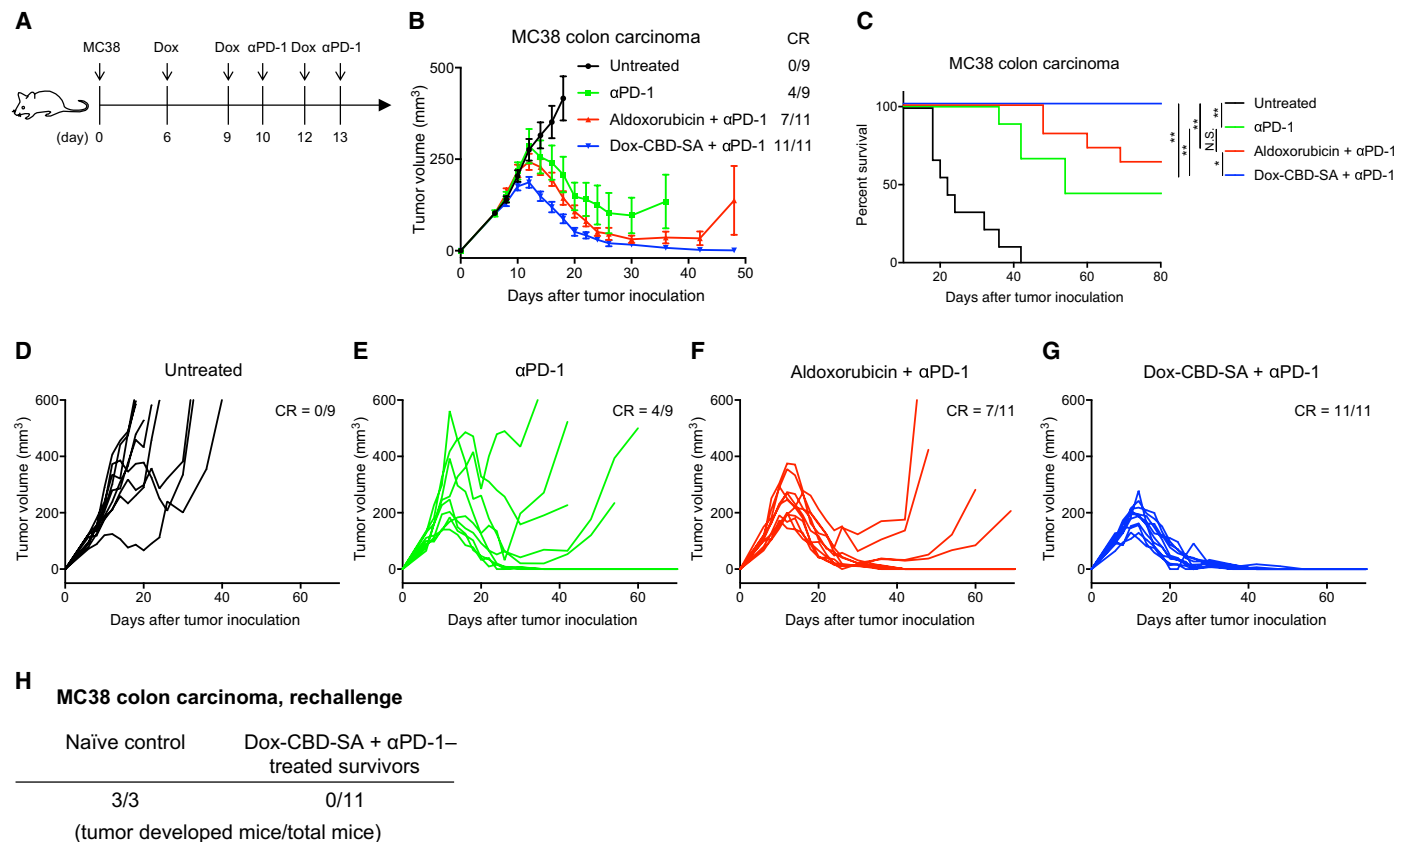 A
MC38 Dox Dox αPD-1 Dox αPD-1
(day) 0 6 9 10 12 13
B
MC38 colon carcinoma CR
Untreated 0/9
αPD-1 4/9
Aldoxorubicin + αPD-1 7/11
Dox-CBD-SA + αPD-1 11/11
Tumor volume (mm3)
500
250
0
0 10 20 30 40 50
Days after tumor inoculation
C
MC38 colon carcinoma
Percent survival
100
50
0
20 40 60 80
Days after tumor inoculation
** ** ** N.S. * **
Untreated
αPD-1
Aldoxorubicin + αPD-1
Dox-CBD-SA + αPD-1
D
Untreated
CR = 0/9
Tumor volume (mm3)
600
400
200
0
0 20 40 60
Days after tumor inoculation
E
αPD-1
CR = 4/9
Tumor volume (mm3)
600
400
200
0
0 20 40 60
Days after tumor inoculation
F
Aldoxorubicin + αPD-1
CR = 7/11
Tumor volume (mm3)
600
400
200
0
0 20 40 60
Days after tumor inoculation
G
Dox-CBD-SA + αPD-1
CR = 11/11
Tumor volume (mm3)
600
400
200
0
0 20 40 60
Days after tumor inoculation
H
MC38 colon carcinoma, rechallenge
Naïve control Dox-CBD-SA + αPD-1–
treated survivors
3/3 0/11
(tumor developed mice/total mice)